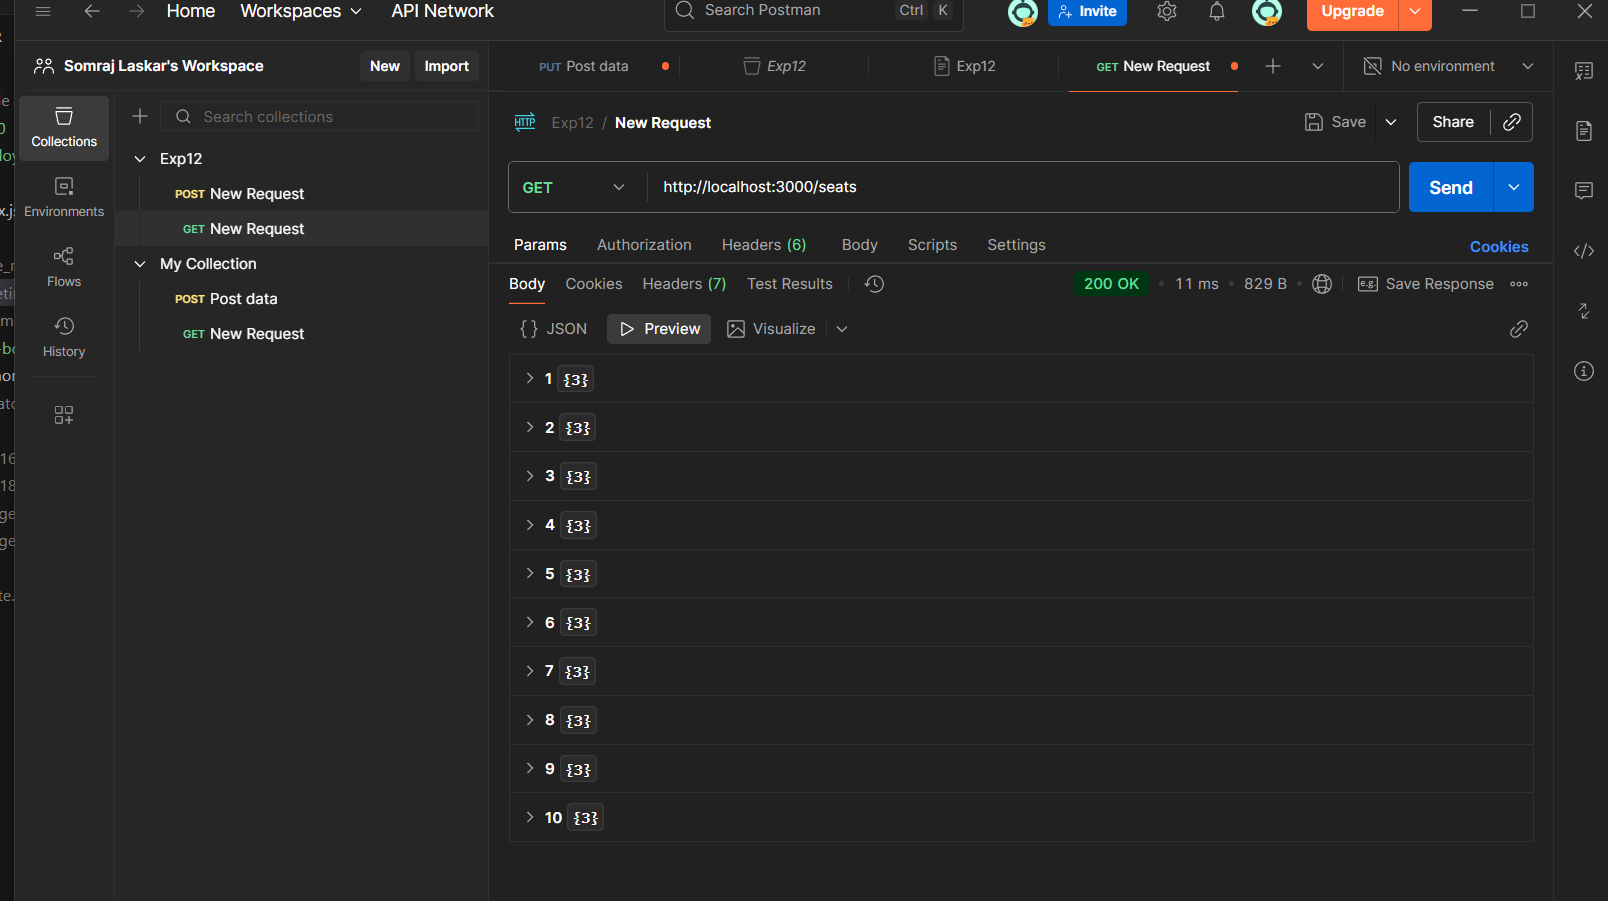 Home Workspaces API Network Search Postman Ctrl K Invite Upgrade
Somraj Laskar's Workspace New Import
PUT Post data Exp12 Exp12 GET New Request No environment
Collections
Environments
Flows
History
Search collections
Exp12
POST New Request
GET New Request
My Collection
POST Post data
GET New Request
HTTP Exp12 / New Request Save Share
GET http://localhost:3000/seats Send
Params Authorization Headers (6) Body Scripts Settings Cookies
Body Cookies Headers (7) Test Results 200 OK • 11 ms • 829 B • e.g. Save Response
{} JSON Preview Visualize
1 {3}
2 {3}
3 {3}
4 {3}
5 {3}
6 {3}
7 {3}
8 {3}
9 {3}
10 {3}